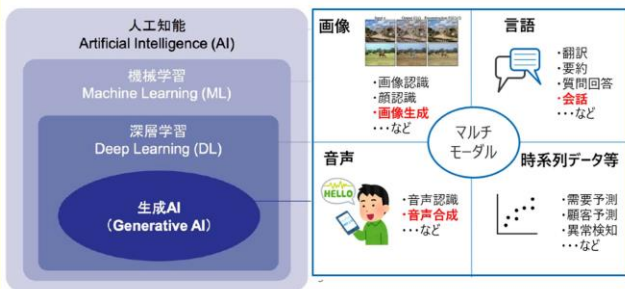 人工知能
Artificial Intelligence (AI)
機械学習
Machine Learning (ML)
深層学習
Deep Learning (DL)
生成AI
(Generative AI)
画像
・画像認識
・顔認識
・画像生成
・・・など
言語
・翻訳
・要約
・質問回答
・会話
・・・など
マルチ
モーダル
音声
HELLO
・音声認識
・音声合成
・・・など
時系列データ等
・需要予測
・顧客予測
・異常検知
・・・など